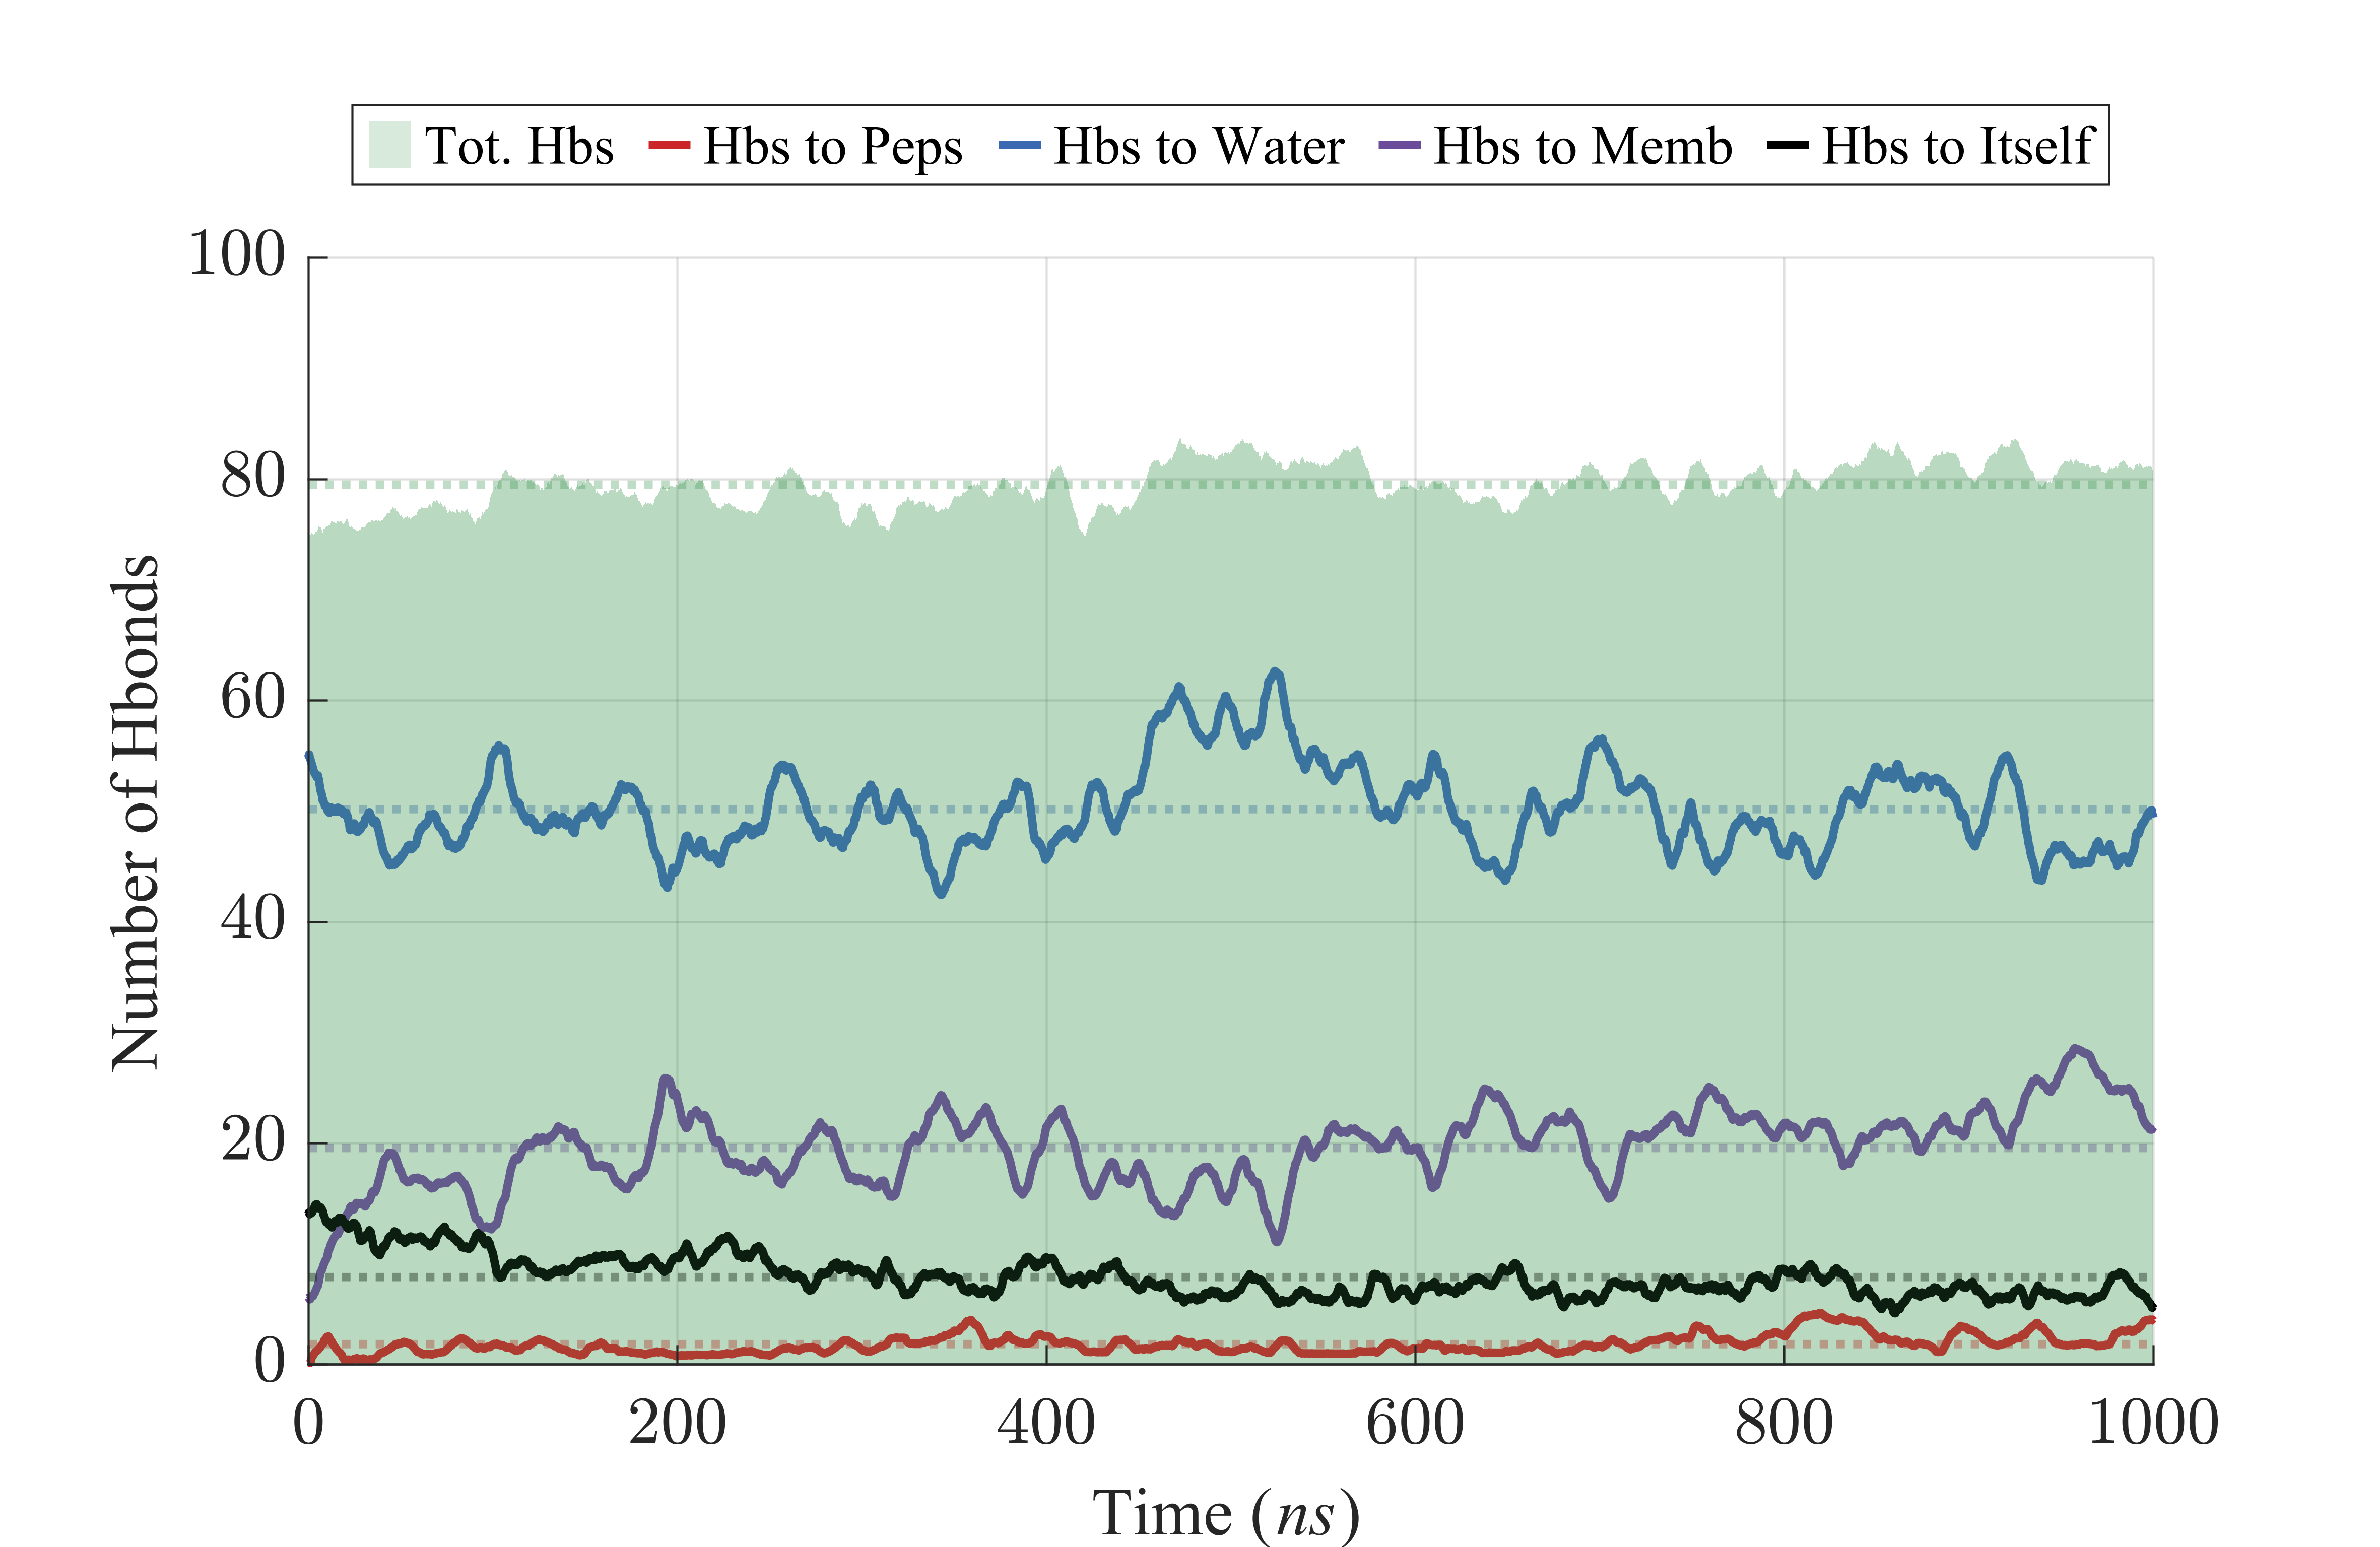 Tot. Hbs Hbs to Peps Hbs to Water Hbs to Memb Hbs to Itself
100
80
60
40
20
0
Number of Hbonds
0 200 400 600 800 1000
Time (ns)